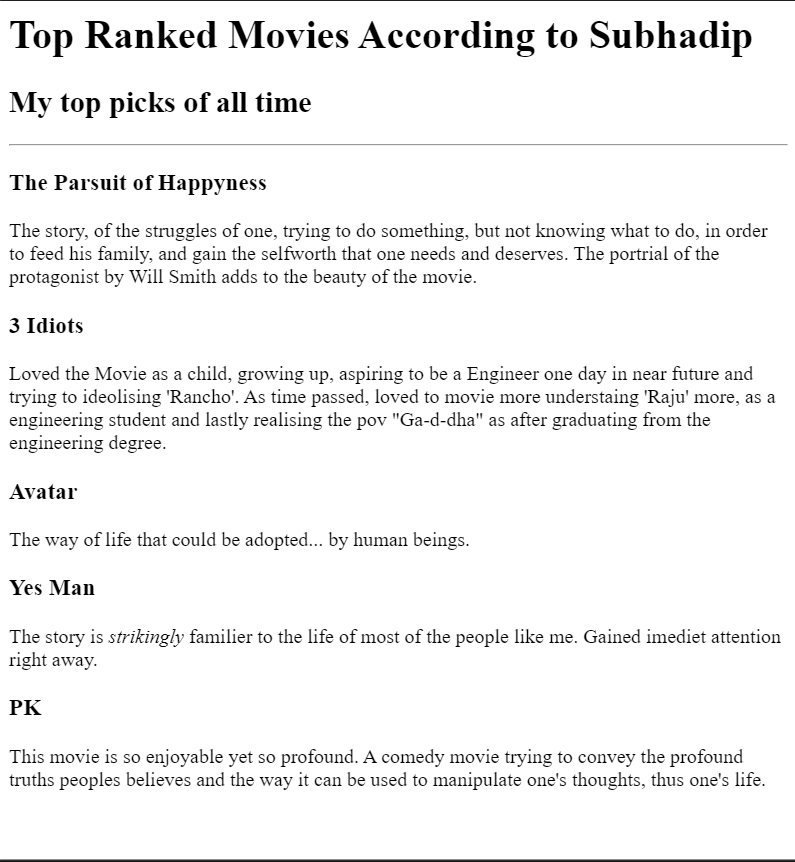 Top Ranked Movies According to Subhadip
My top picks of all time
The Parsuit of Happyness
The story, of the struggles of one, trying to do something, but not knowing what to do, in order
to feed his family, and gain the selfworth that one needs and deserves. The portrial of the
protagonist by Will Smith adds to the beauty of the movie.
3 Idiots
Loved the Movie as a child, growing up, aspiring to be a Engineer one day in near future and
trying to ideolising 'Rancho'. As time passed, loved to movie more understaing 'Raju' more, as a
engineering student and lastly realising the pov "Ga-d-dha" as after graduating from the
engineering degree.
Avatar
The way of life that could be adopted... by human beings.
Yes Man
The story is strikingly familier to the life of most of the people like me. Gained imediet attention
right away.
PK
This movie is so enjoyable yet so profound. A comedy movie trying to convey the profound
truths peoples believes and the way it can be used to manipulate one's thoughts, thus one's life.